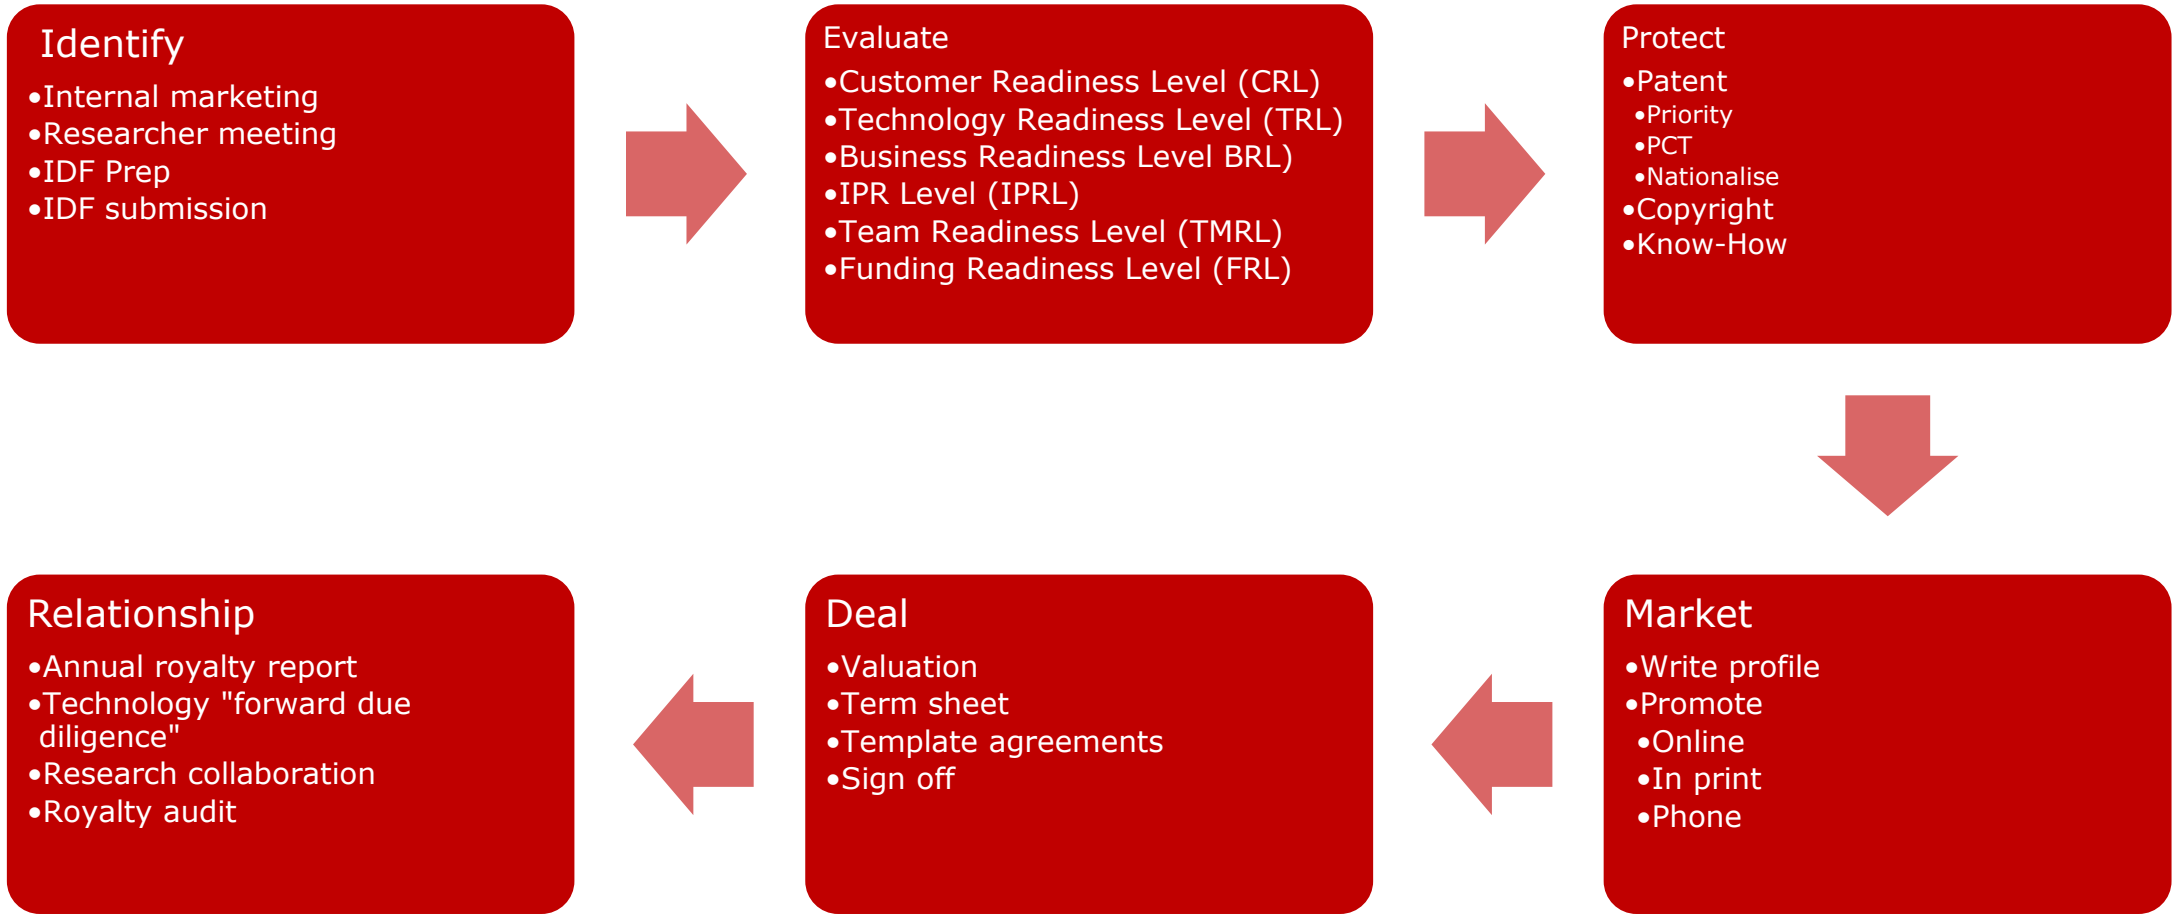 Identify
•Internal marketing
•Researcher meeting
•IDF Prep
•IDF submission
Evaluate
•Customer Readiness Level (CRL)
•Technology Readiness Level (TRL)
•Business Readiness Level BRL)
•IPR Level (IPRL)
•Team Readiness Level (TMRL)
•Funding Readiness Level (FRL)
Protect
•Patent
•Priority
•PCT
•Nationalise
•Copyright
•Know-How
Market
•Write profile
•Promote
•Online
•In print
•Phone
Deal
•Valuation
•Term sheet
•Template agreements
•Sign off
Relationship
•Annual royalty report
•Technology "forward due
diligence"
•Research collaboration
•Royalty audit